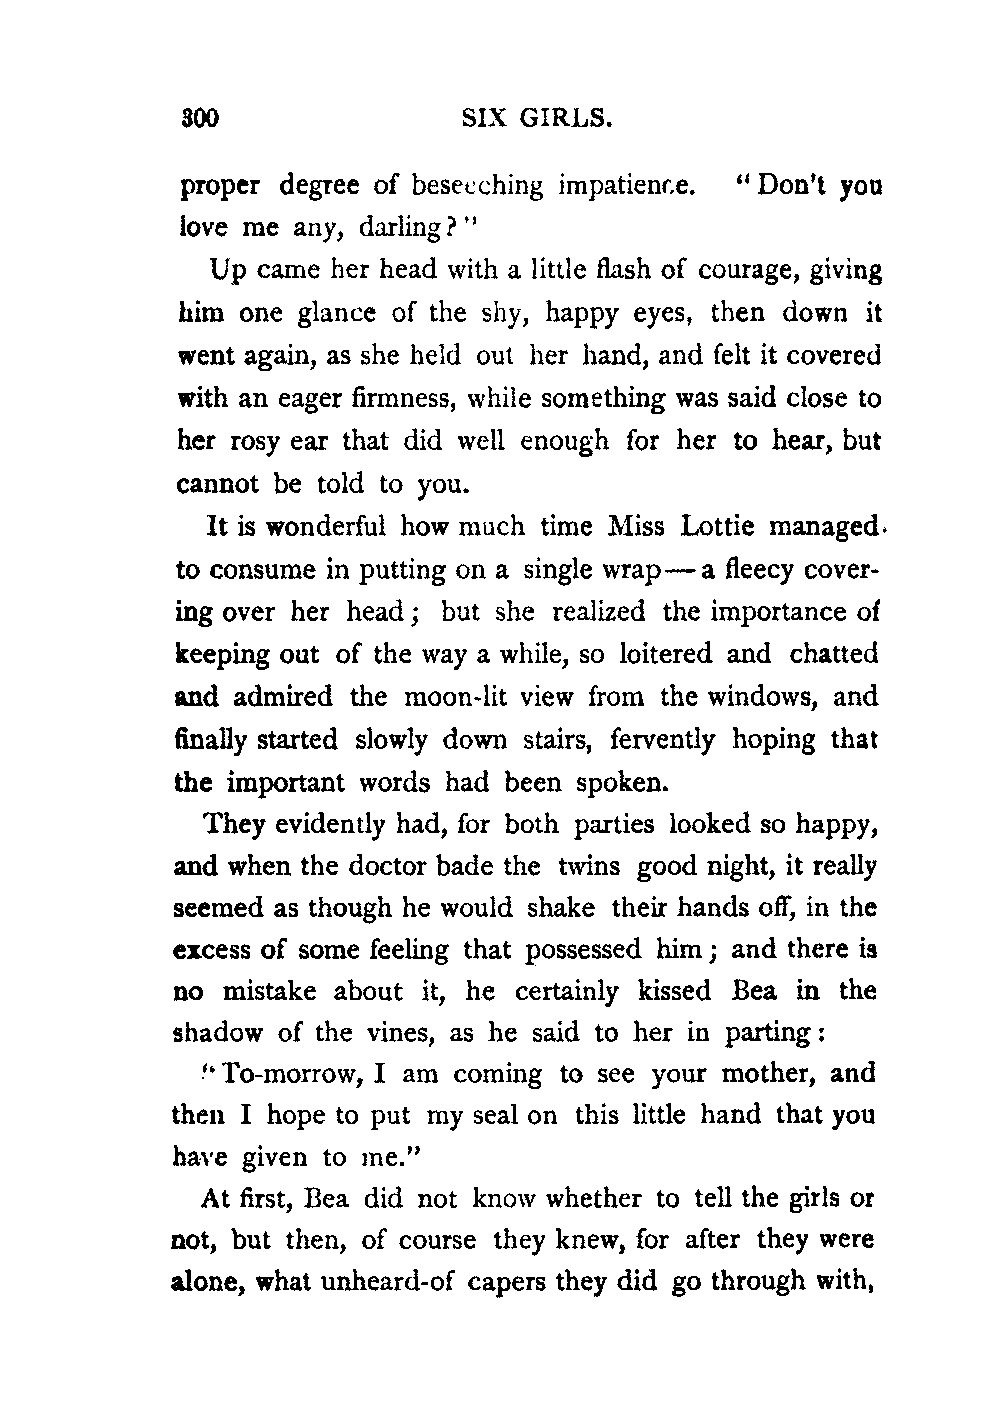 300 SIX GIRLS.
proper degree of beseeching impatience. "Don't you
love me any, darling?"
Up came her head with a little flash of courage, giving
him one glance of the shy, happy eyes, then down it
went again, as she held out her hand, and felt it covered
with an eager firmness, while something was said close to
her rosy ear that did well enough for her to hear, but
cannot be told to you.
It is wonderful how much time Miss Lottie managed
to consume in putting on a single wrap—a fleecy cover-
ing over her head; but she realized the importance of
keeping out of the way a while, so loitered and chatted
and admired the moon-lit view from the windows, and
finally started slowly down stairs, fervently hoping that
the important words had been spoken.
They evidently had, for both parties looked so happy,
and when the doctor bade the twins good night, it really
seemed as though he would shake their hands off, in the
excess of some feeling that possessed him; and there is
no mistake about it, he certainly kissed Bea in the
shadow of the vines, as he said to her in parting:
"To-morrow, I am coming to see your mother, and
then I hope to put my seal on this little hand that you
have given to me."
At first, Bea did not know whether to tell the girls or
not, but then, of course they knew, for after they were
alone, what unheard-of capers they did go through with,